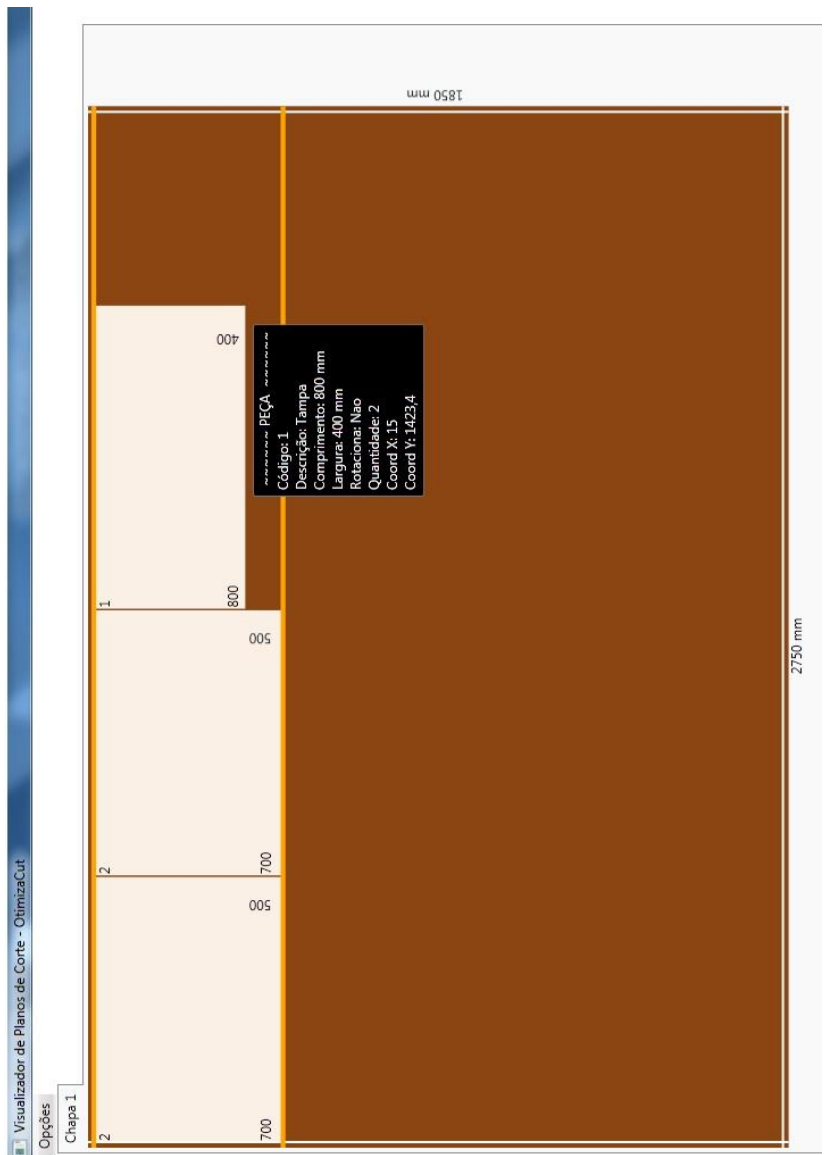 Visualizador de Planos de Corte - OtimizaCut
Opções
Chapa 1
2
700
500
2
700
500
1
800
400
~~~~~~ PEÇA ~~~~~~
Código: 1
Descrição: Tampa
Comprimento: 800 mm
Largura: 400 mm
Rotaciona: Nao
Quantidade: 2
Coord X: 15
Coord Y: 1423,4
2750 mm
1850 mm